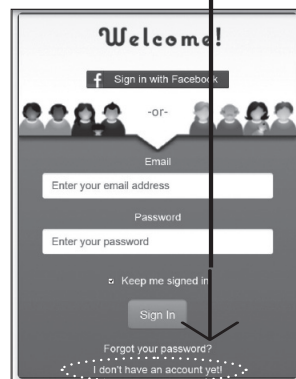 Welcome!
f Sign in with Facebook
-or-
Email
Enter your email address
Password
Enter your password
Keep me signed in
Sign In
Forgot your password?
I don't have an account yet!